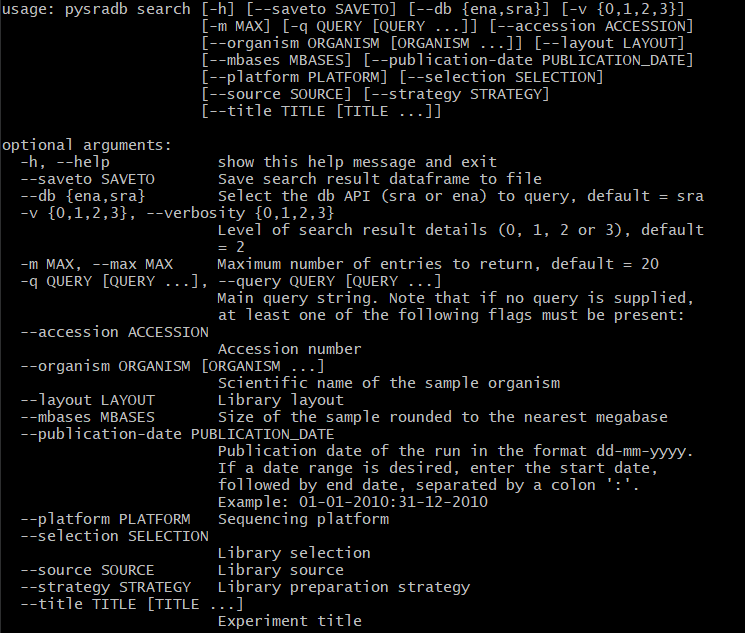 usage: pysradb search [-h] [--saveto SAVETO] [--db {ena,sra}] [-v {0,1,2,3}]
[-m MAX] [-q QUERY [QUERY ...]] [--accession ACCESSION]
[--organism ORGANISM [ORGANISM ...]] [--layout LAYOUT]
[--mbases MBASES] [--publication-date PUBLICATION_DATE]
[--platform PLATFORM] [--selection SELECTION]
[--source SOURCE] [--strategy STRATEGY]
[--title TITLE [TITLE ...]]
optional arguments:
-h, --help show this help message and exit
--saveto SAVETO Save search result dataframe to file
--db {ena,sra} Select the db API (sra or ena) to query, default = sra
-v {0,1,2,3}, --verbosity {0,1,2,3}
Level of search result details (0, 1, 2 or 3), default
= 2
-m MAX, --max MAX Maximum number of entries to return, default = 20
-q QUERY [QUERY ...], --query QUERY [QUERY ...]
Main query string. Note that if no query is supplied,
at least one of the following flags must be present:
--accession ACCESSION
Accession number
--organism ORGANISM [ORGANISM ...]
Scientific name of the sample organism
--layout LAYOUT Library layout
--mbases MBASES Size of the sample rounded to the nearest megabase
--publication-date PUBLICATION_DATE
Publication date of the run in the format dd-mm-yyyy.
If a date range is desired, enter the start date,
followed by end date, separated by a colon ':'.
Example: 01-01-2010:31-12-2010
--platform PLATFORM Sequencing platform
--selection SELECTION
Library selection
--source SOURCE Library source
--strategy STRATEGY Library preparation strategy
--title TITLE [TITLE ...]
Experiment title